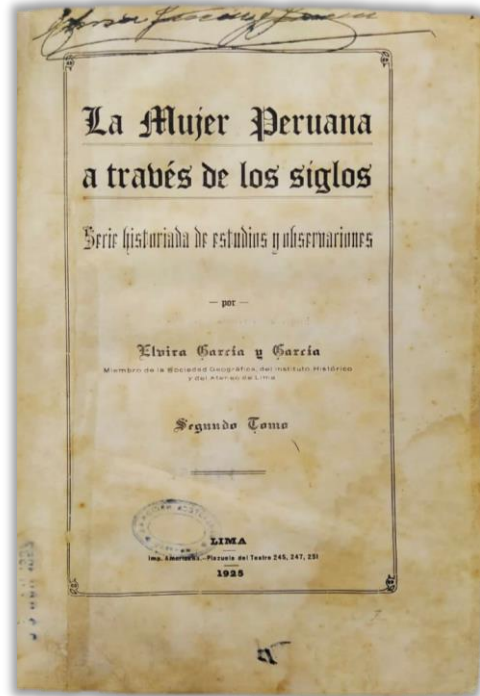 La Mujer Peruana
a través de los siglos
Serie historiada de estudios y observaciones
— por —
Elvira García y García
Miembro de la Sociedad Geográfica, del Instituto Histórico
y del Ateneo de Lima
Segundo Tomo
LIMA
Imp. Americana.—Plazuela del Teatro 245, 247, 251
1925